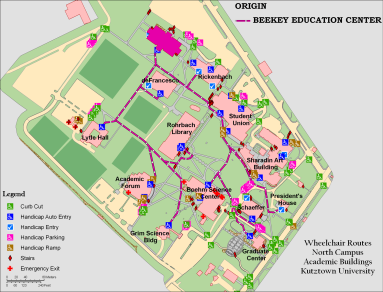 ORIGIN
BEEKEY EDUCATION CENTER
deFrancesco
Rickenbach
Rohrbach
Library
Student
Union
Lytle Hall
Sharadin Art
Building
Academic
Forum
Boehm Science
Center
President's
House
Schaeffer
Grim Science
Bldg
Graduate
Center
Legend
Curb Cut
Handicap Auto Entry
Handicap Entry
Handicap Parking
Handicap Ramp
Stairs
Emergency Exit
Wheelchair Routes
North Campus
Academic Buildings
Kutztown University